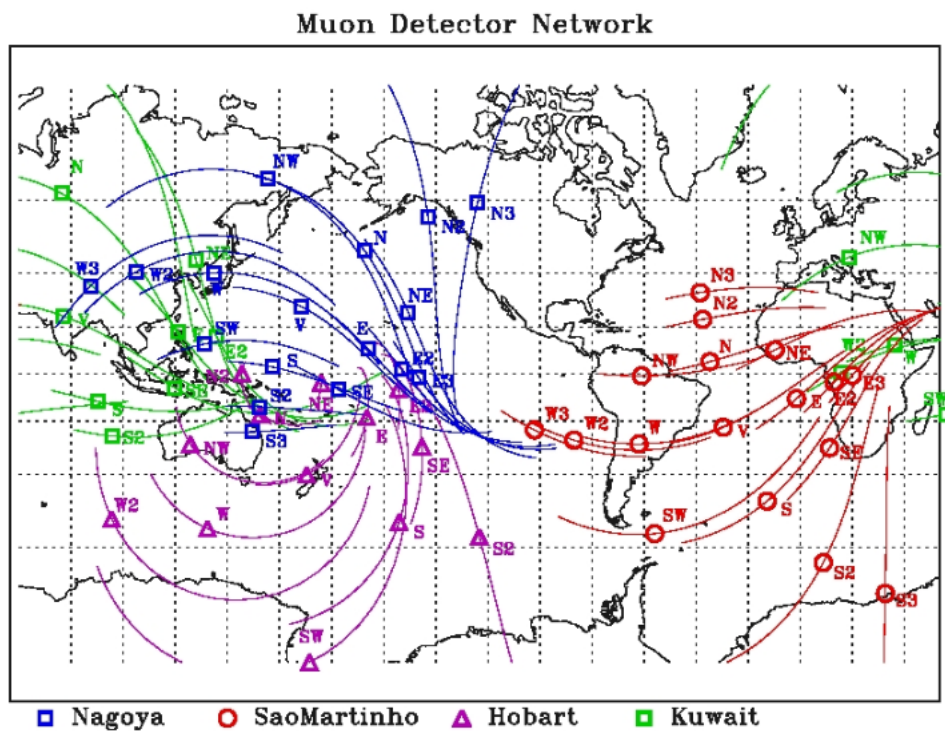 Muon Detector Network
NW
N
N2 N3
NE
NW
W3 W2
W
N
V
NE
N3
N2
V
SW
E
E2
S
E2
E3
SE
NW
N
NE
W2
W
SE
S2
NE
E
S3
SE
S
S2
NW
V
W3
W2
W
V
E
E2
E3
SE
SW
W2
W
S
S2
SW
S
S2
S3
SW
Nagoya SaoMartinho Hobart Kuwait